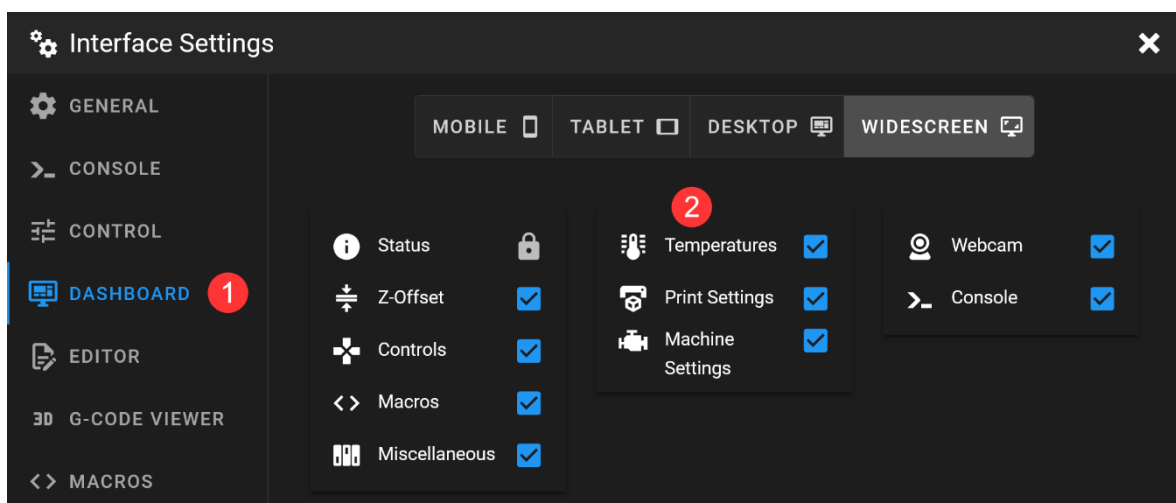 Interface Settings
GENERAL
CONSOLE
CONTROL
DASHBOARD 1
EDITOR
3D G-CODE VIEWER
MACROS
MOBILE
TABLET
DESKTOP
WIDESCREEN
Status
Z-Offset
Controls
Macros
Miscellaneous
2
Temperatures
Print Settings
Machine
Settings
Webcam
Console